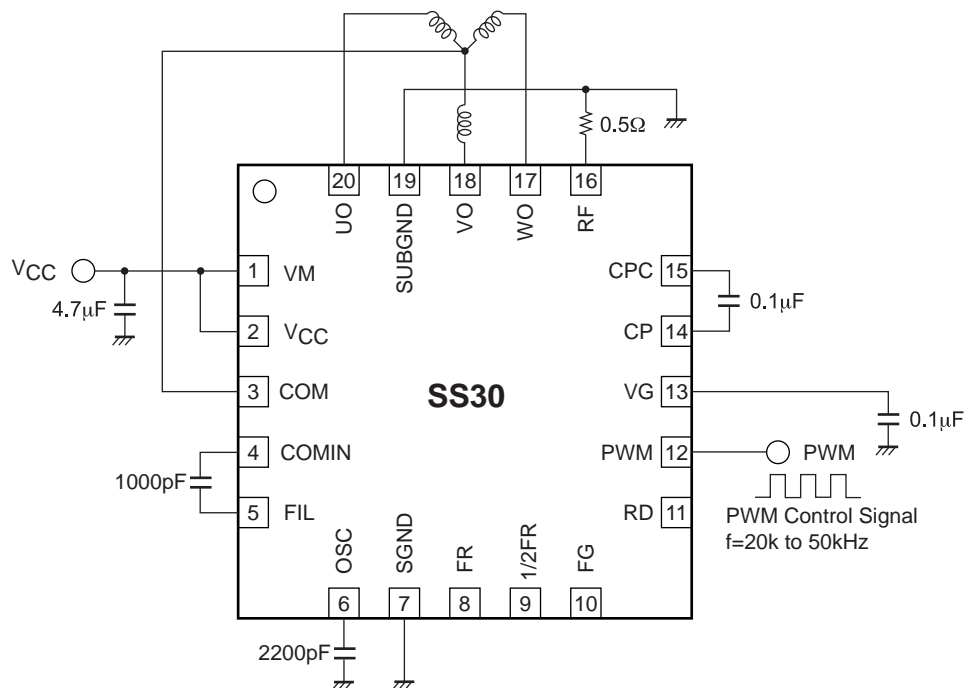 0.5Ω
20 19 18 17 16
UO SUBGND VO WO RF
VCC
4.7μF
1 VM
2 VCC
3 COM
4 COMIN
1000pF
5 FIL
SS30
CPC 15
0.1μF
CP 14
VG 13
0.1μF
PWM 12
PWM
RD 11
PWM Control Signal
f=20k to 50kHz
OSC SGND FR 1/2FR FG
6 7 8 9 10
2200pF